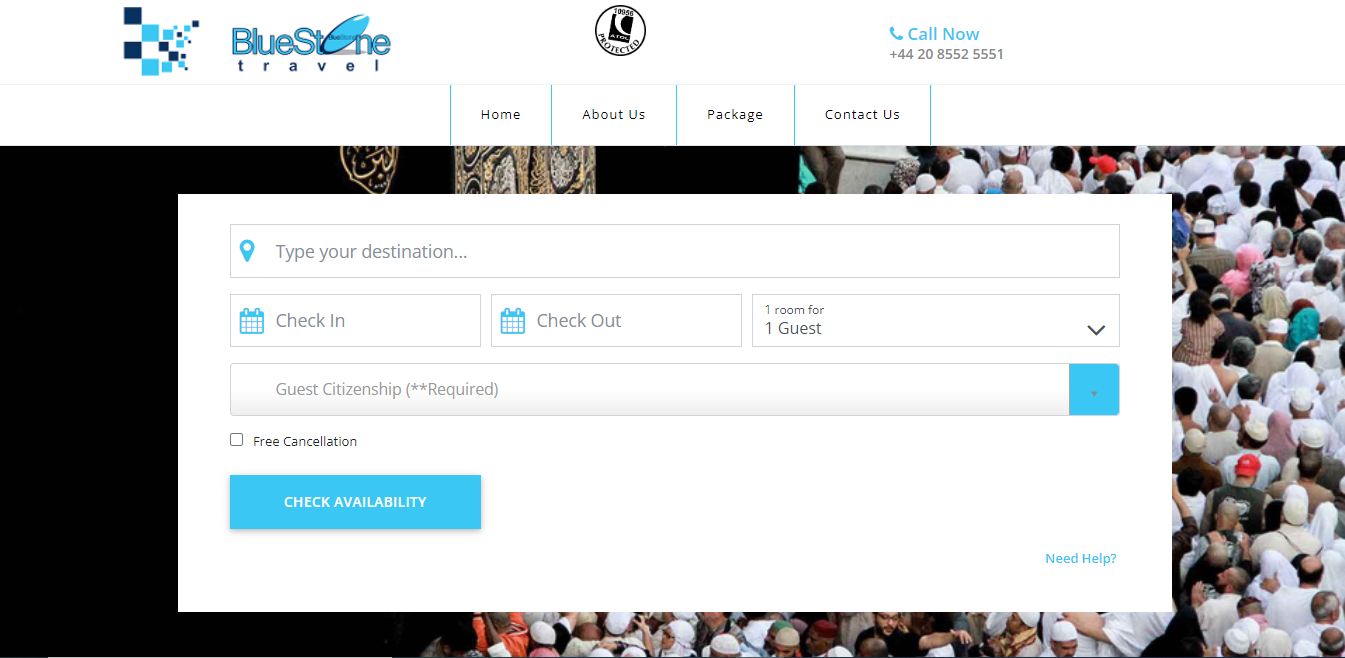 BlueStone
travel
10956
ATOL
PROTECTED
Call Now
+44 20 8552 5551
Home
About Us
Package
Contact Us
Type your destination...
Check In
Check Out
1 room for
1 Guest
Guest Citizenship (**Required)
Free Cancellation
CHECK AVAILABILITY
Need Help?